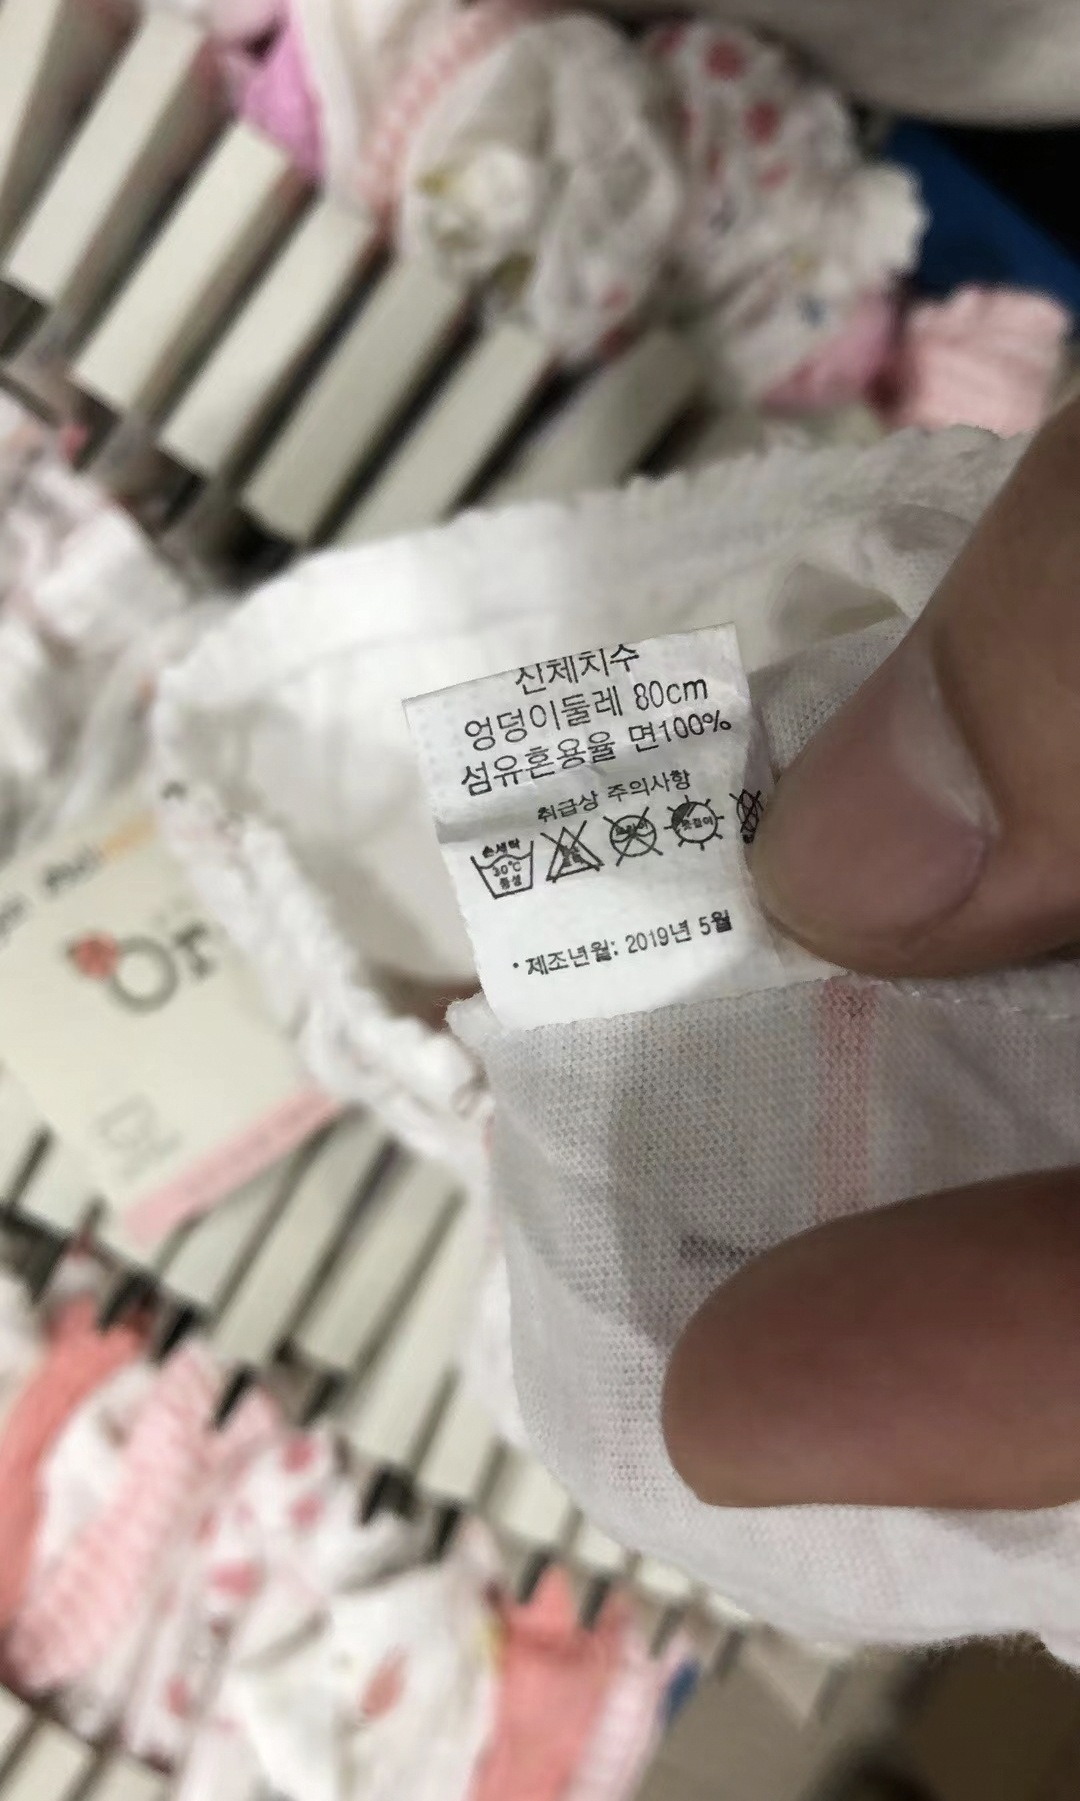 신체치수
엉덩이둘레 80cm
섬유혼용율 면100%
취급상 주의사항
손세탁
30℃
중성
• 제조년월: 2019년 5월